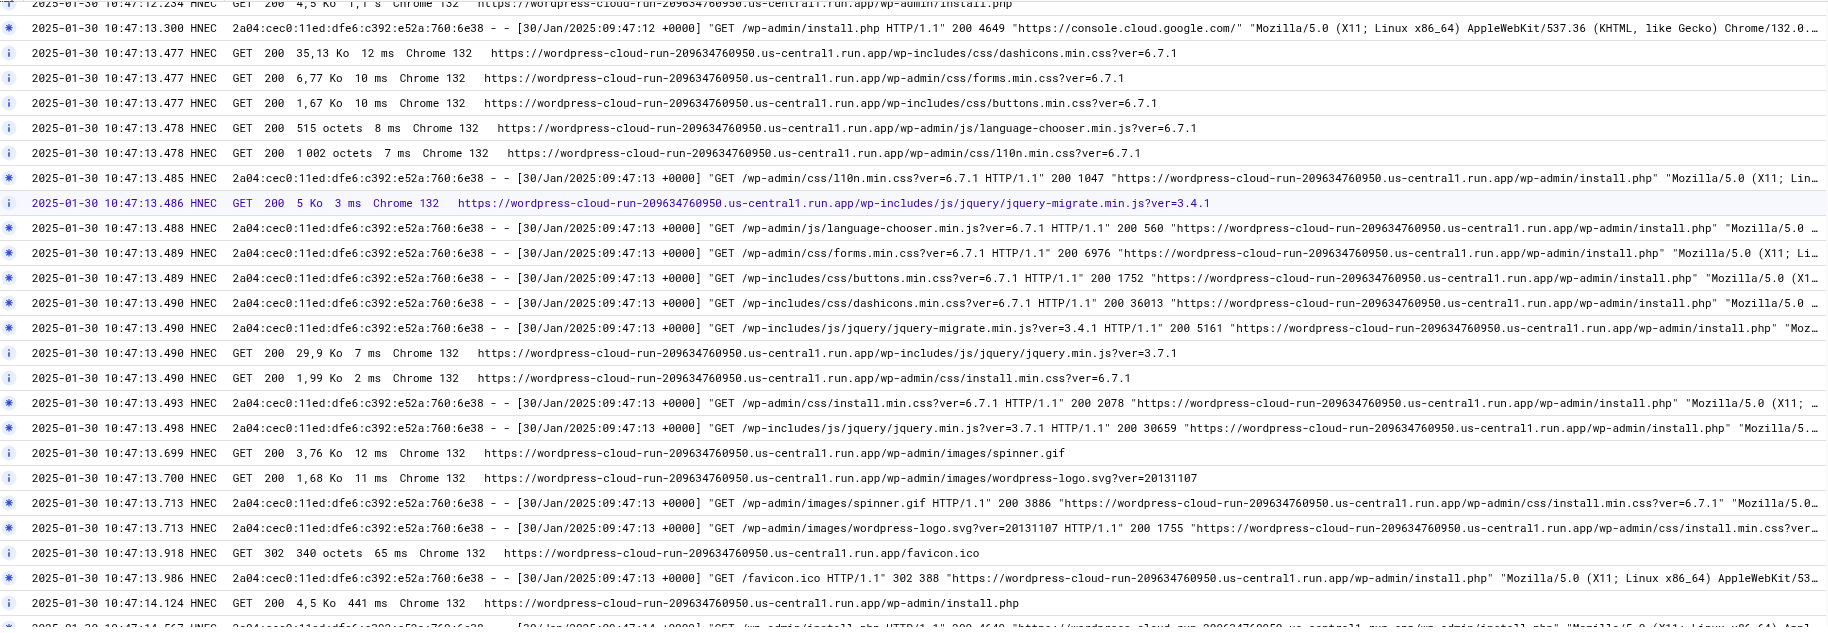 2025-01-30 10:47:12.234 HNEC GET 200 4,5 Ko 1,1 s Chrome 132 https://wordpress-cloud-run-209634760950.us-central1.run.app/wp-admin/install.php
2025-01-30 10:47:13.300 HNEC 2a04:cec0:11ed:dfe6:c392:e52a:760:6e38 - - [30/Jan/2025:09:47:12 +0000] "GET /wp-admin/install.php HTTP/1.1" 200 4649 "https://console.cloud.google.com/" "Mozilla/5.0 (X11; Linux x86_64) AppleWebKit/537.36 (KHTML, like Gecko) Chrome/132.0.…
2025-01-30 10:47:13.477 HNEC GET 200 35,13 Ko 12 ms Chrome 132 https://wordpress-cloud-run-209634760950.us-central1.run.app/wp-includes/css/dashicons.min.css?ver=6.7.1
2025-01-30 10:47:13.477 HNEC GET 200 6,77 Ko 10 ms Chrome 132 https://wordpress-cloud-run-209634760950.us-central1.run.app/wp-admin/css/forms.min.css?ver=6.7.1
2025-01-30 10:47:13.477 HNEC GET 200 1,67 Ko 10 ms Chrome 132 https://wordpress-cloud-run-209634760950.us-central1.run.app/wp-includes/css/buttons.min.css?ver=6.7.1
2025-01-30 10:47:13.478 HNEC GET 200 515 octets 8 ms Chrome 132 https://wordpress-cloud-run-209634760950.us-central1.run.app/wp-admin/js/language-chooser.min.js?ver=6.7.1
2025-01-30 10:47:13.478 HNEC GET 200 1 002 octets 7 ms Chrome 132 https://wordpress-cloud-run-209634760950.us-central1.run.app/wp-admin/css/l10n.min.css?ver=6.7.1
2025-01-30 10:47:13.485 HNEC 2a04:cec0:11ed:dfe6:c392:e52a:760:6e38 - - [30/Jan/2025:09:47:13 +0000] "GET /wp-admin/css/l10n.min.css?ver=6.7.1 HTTP/1.1" 200 1047 "https://wordpress-cloud-run-209634760950.us-central1.run.app/wp-admin/install.php" "Mozilla/5.0 (X11; Lin…
2025-01-30 10:47:13.486 HNEC GET 200 5 Ko 3 ms Chrome 132 https://wordpress-cloud-run-209634760950.us-central1.run.app/wp-includes/js/jquery/jquery-migrate.min.js?ver=3.4.1
2025-01-30 10:47:13.488 HNEC 2a04:cec0:11ed:dfe6:c392:e52a:760:6e38 - - [30/Jan/2025:09:47:13 +0000] "GET /wp-admin/js/language-chooser.min.js?ver=6.7.1 HTTP/1.1" 200 560 "https://wordpress-cloud-run-209634760950.us-central1.run.app/wp-admin/install.php" "Mozilla/5.0 …
2025-01-30 10:47:13.489 HNEC 2a04:cec0:11ed:dfe6:c392:e52a:760:6e38 - - [30/Jan/2025:09:47:13 +0000] "GET /wp-admin/css/forms.min.css?ver=6.7.1 HTTP/1.1" 200 6976 "https://wordpress-cloud-run-209634760950.us-central1.run.app/wp-admin/install.php" "Mozilla/5.0 (X11; Li…
2025-01-30 10:47:13.489 HNEC 2a04:cec0:11ed:dfe6:c392:e52a:760:6e38 - - [30/Jan/2025:09:47:13 +0000] "GET /wp-includes/css/buttons.min.css?ver=6.7.1 HTTP/1.1" 200 1752 "https://wordpress-cloud-run-209634760950.us-central1.run.app/wp-admin/install.php" "Mozilla/5.0 (X1…
2025-01-30 10:47:13.490 HNEC 2a04:cec0:11ed:dfe6:c392:e52a:760:6e38 - - [30/Jan/2025:09:47:13 +0000] "GET /wp-includes/css/dashicons.min.css?ver=6.7.1 HTTP/1.1" 200 36013 "https://wordpress-cloud-run-209634760950.us-central1.run.app/wp-admin/install.php" "Mozilla/5.0 …
2025-01-30 10:47:13.490 HNEC 2a04:cec0:11ed:dfe6:c392:e52a:760:6e38 - - [30/Jan/2025:09:47:13 +0000] "GET /wp-includes/js/jquery/jquery-migrate.min.js?ver=3.4.1 HTTP/1.1" 200 5161 "https://wordpress-cloud-run-209634760950.us-central1.run.app/wp-admin/install.php" "Moz…
2025-01-30 10:47:13.490 HNEC GET 200 29,9 Ko 7 ms Chrome 132 https://wordpress-cloud-run-209634760950.us-central1.run.app/wp-includes/js/jquery/jquery.min.js?ver=3.7.1
2025-01-30 10:47:13.490 HNEC GET 200 1,99 Ko 2 ms Chrome 132 https://wordpress-cloud-run-209634760950.us-central1.run.app/wp-admin/css/install.min.css?ver=6.7.1
2025-01-30 10:47:13.493 HNEC 2a04:cec0:11ed:dfe6:c392:e52a:760:6e38 - - [30/Jan/2025:09:47:13 +0000] "GET /wp-admin/css/install.min.css?ver=6.7.1 HTTP/1.1" 200 2078 "https://wordpress-cloud-run-209634760950.us-central1.run.app/wp-admin/install.php" "Mozilla/5.0 (X11; …
2025-01-30 10:47:13.498 HNEC 2a04:cec0:11ed:dfe6:c392:e52a:760:6e38 - - [30/Jan/2025:09:47:13 +0000] "GET /wp-includes/js/jquery/jquery.min.js?ver=3.7.1 HTTP/1.1" 200 30659 "https://wordpress-cloud-run-209634760950.us-central1.run.app/wp-admin/install.php" "Mozilla/5.…
2025-01-30 10:47:13.699 HNEC GET 200 3,76 Ko 12 ms Chrome 132 https://wordpress-cloud-run-209634760950.us-central1.run.app/wp-admin/images/spinner.gif
2025-01-30 10:47:13.700 HNEC GET 200 1,68 Ko 11 ms Chrome 132 https://wordpress-cloud-run-209634760950.us-central1.run.app/wp-admin/images/wordpress-logo.svg?ver=20131107
2025-01-30 10:47:13.713 HNEC 2a04:cec0:11ed:dfe6:c392:e52a:760:6e38 - - [30/Jan/2025:09:47:13 +0000] "GET /wp-admin/images/spinner.gif HTTP/1.1" 200 3886 "https://wordpress-cloud-run-209634760950.us-central1.run.app/wp-admin/css/install.min.css?ver=6.7.1" "Mozilla/5.0…
2025-01-30 10:47:13.713 HNEC 2a04:cec0:11ed:dfe6:c392:e52a:760:6e38 - - [30/Jan/2025:09:47:13 +0000] "GET /wp-admin/images/wordpress-logo.svg?ver=20131107 HTTP/1.1" 200 1755 "https://wordpress-cloud-run-209634760950.us-central1.run.app/wp-admin/css/install.min.css?ver…
2025-01-30 10:47:13.918 HNEC GET 302 340 octets 65 ms Chrome 132 https://wordpress-cloud-run-209634760950.us-central1.run.app/favicon.ico
2025-01-30 10:47:13.986 HNEC 2a04:cec0:11ed:dfe6:c392:e52a:760:6e38 - - [30/Jan/2025:09:47:13 +0000] "GET /favicon.ico HTTP/1.1" 302 388 "https://wordpress-cloud-run-209634760950.us-central1.run.app/wp-admin/install.php" "Mozilla/5.0 (X11; Linux x86_64) AppleWebKit/53…
2025-01-30 10:47:14.124 HNEC GET 200 4,5 Ko 441 ms Chrome 132 https://wordpress-cloud-run-209634760950.us-central1.run.app/wp-admin/install.php